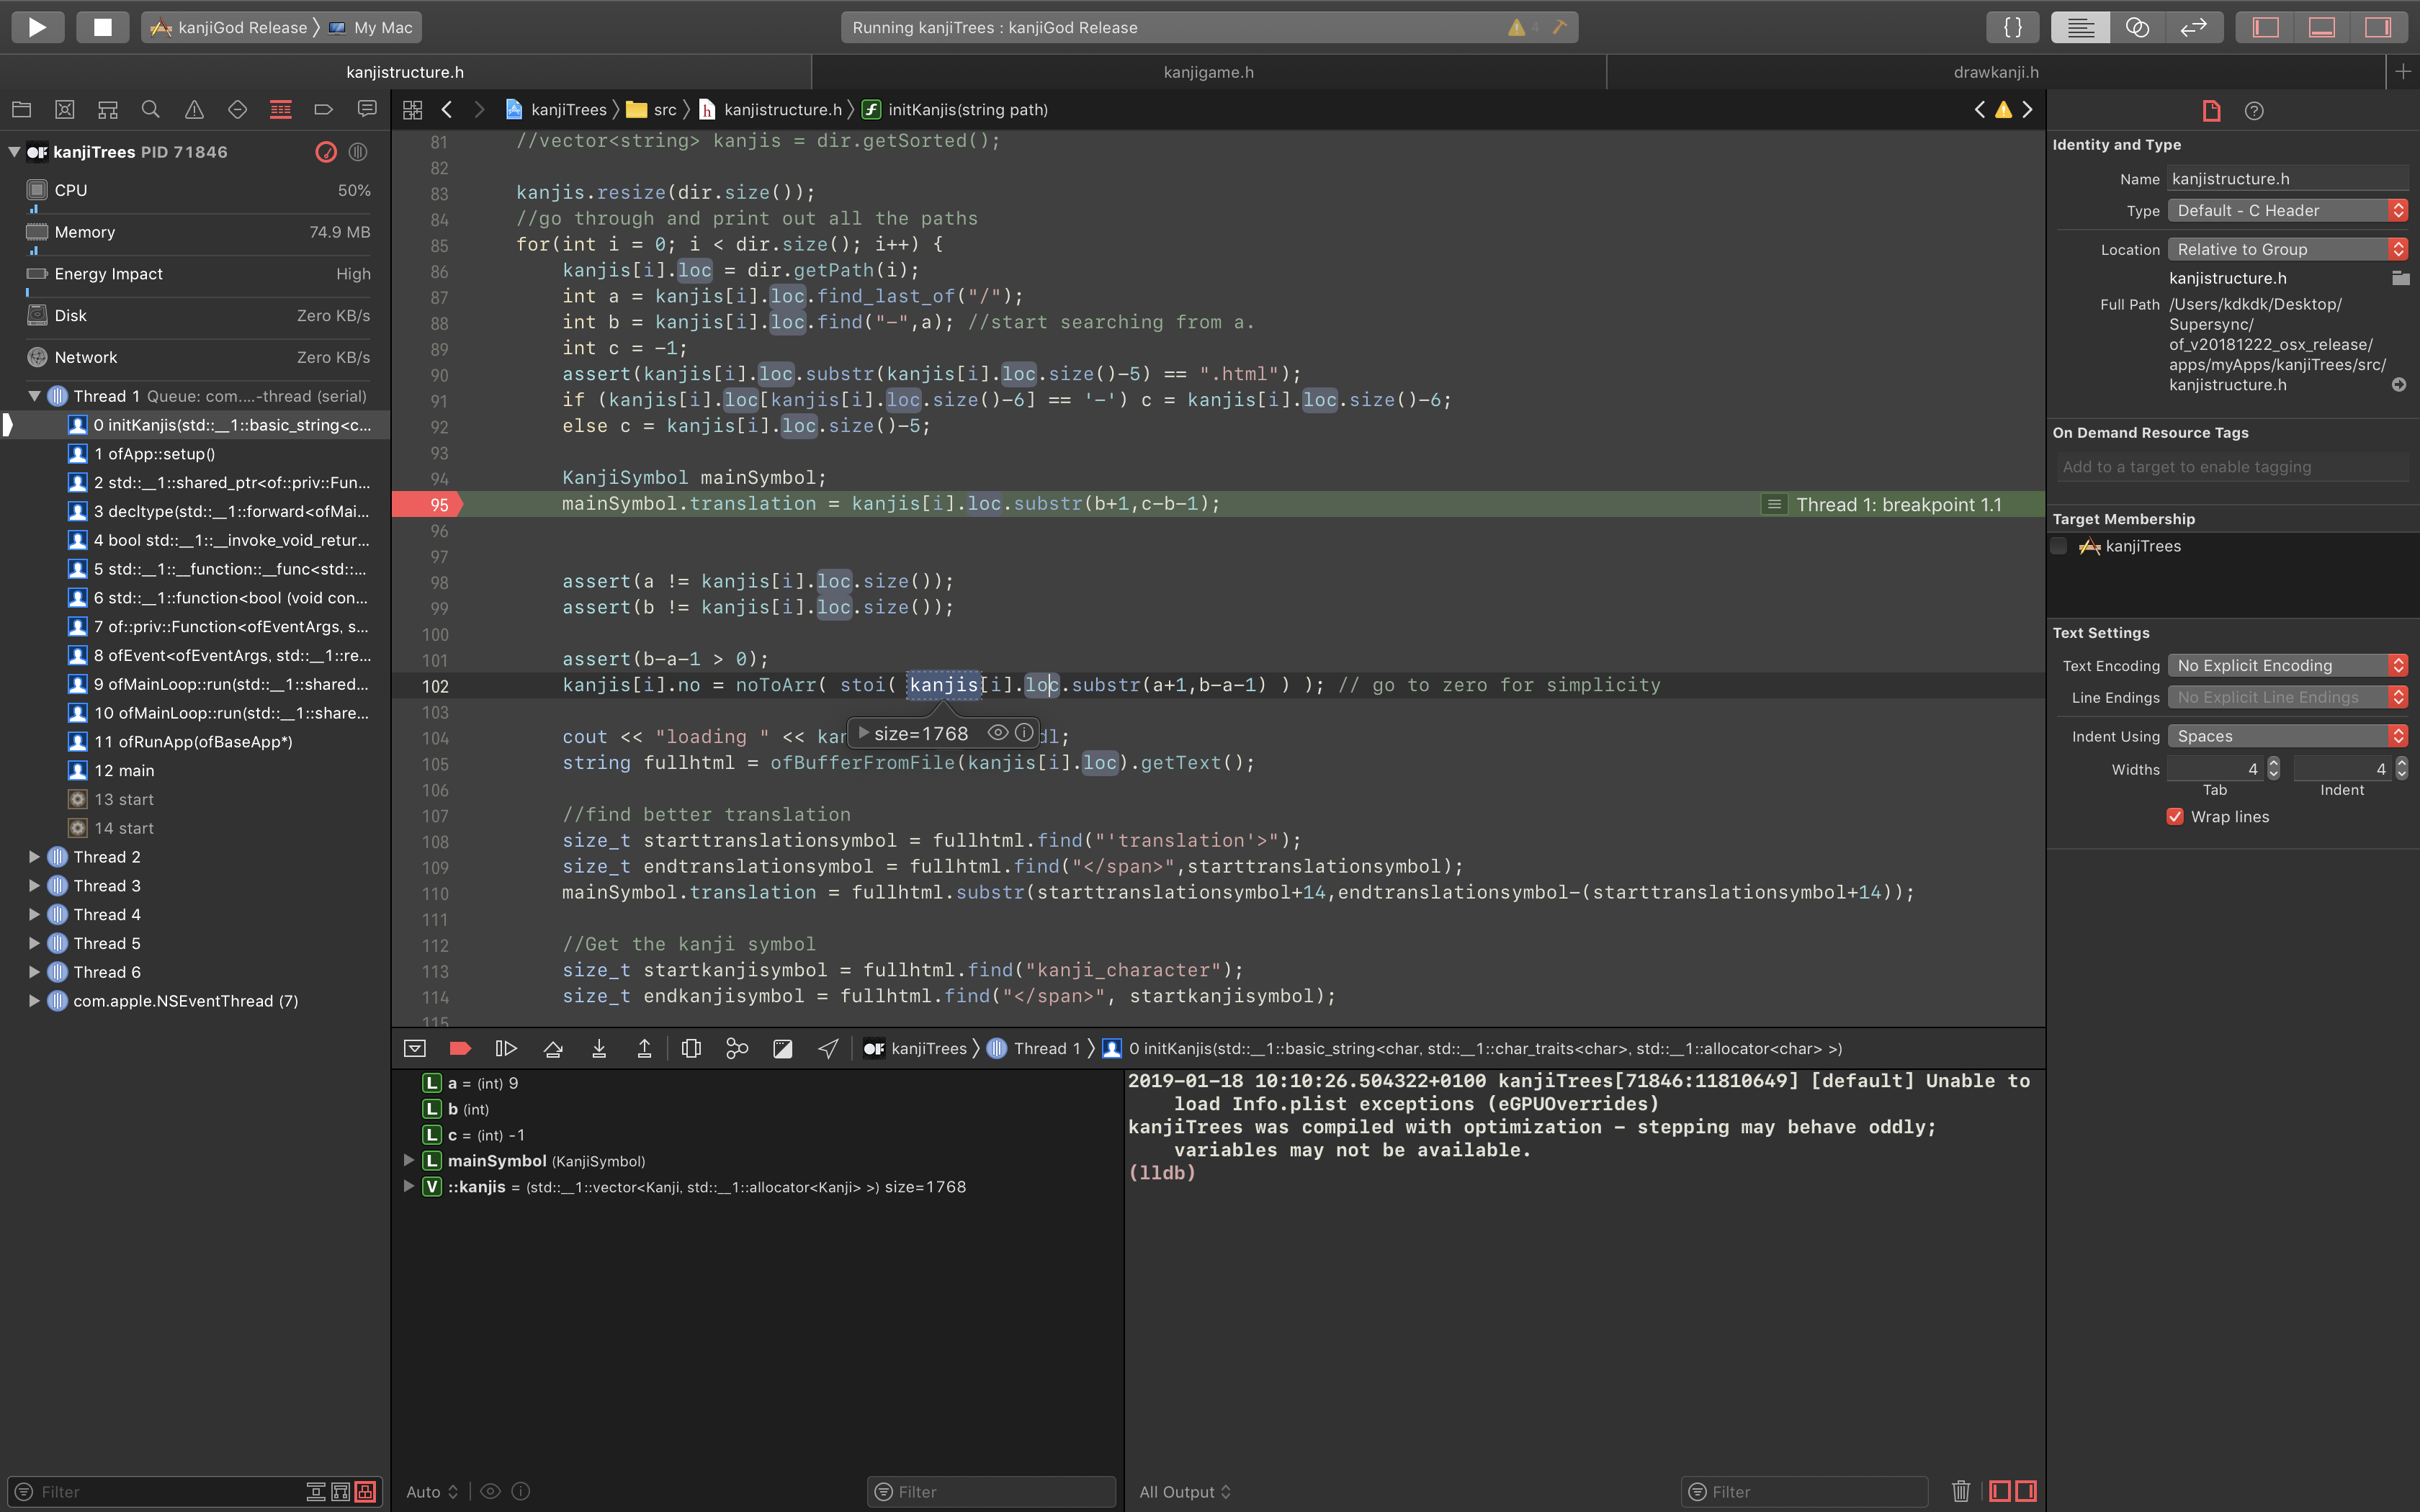 kanjiGod Release 〉 My Mac
Running kanjiTrees : kanjiGod Release
4
{ }
kanjistructure.h
kanjigame.h
drawkanji.h
kanjiTrees 〉 src 〉 kanjistructure.h 〉 initKanjis(string path)
kanjiTrees PID 71846
CPU 50%
Memory 74.9 MB
Energy Impact High
Disk Zero KB/s
Network Zero KB/s
Thread 1 Queue: com....-thread (serial)
0 initKanjis(std::__1::basic_string<c...
1 ofApp::setup()
2 std::__1::shared_ptr<of::priv::Fun...
3 decltype(std::__1::forward<ofMai...
4 bool std::__1::__invoke_void_retur...
5 std::__1::__function::__func<std::...
6 std::__1::function<bool (void con...
7 of::priv::Function<ofEventArgs, s...
8 ofEvent<ofEventArgs, std::__1::re...
9 ofMainLoop::run(std::__1::shared...
10 ofMainLoop::run(std::__1::share...
11 ofRunApp(ofBaseApp*)
12 main
13 start
14 start
Thread 2
Thread 3
Thread 4
Thread 5
Thread 6
com.apple.NSEventThread (7)
Filter
81 //vector<string> kanjis = dir.getSorted();
82
83 kanjis.resize(dir.size());
84 //go through and print out all the paths
85 for(int i = 0; i < dir.size(); i++) {
86 kanjis[i].loc = dir.getPath(i);
87 int a = kanjis[i].loc.find_last_of("/");
88 int b = kanjis[i].loc.find("-",a); //start searching from a.
89 int c = -1;
90 assert(kanjis[i].loc.substr(kanjis[i].loc.size()-5) == ".html");
91 if (kanjis[i].loc[kanjis[i].loc.size()-6] == '-') c = kanjis[i].loc.size()-6;
92 else c = kanjis[i].loc.size()-5;
93
94 KanjiSymbol mainSymbol;
95 mainSymbol.translation = kanjis[i].loc.substr(b+1,c-b-1); Thread 1: breakpoint 1.1
96
97
98 assert(a != kanjis[i].loc.size());
99 assert(b != kanjis[i].loc.size());
100
101 assert(b-a-1 > 0);
102 kanjis[i].no = noToArr( stoi( kanjis[i].loc.substr(a+1,b-a-1) ) ); // go to zero for simplicity
103
size=1768
104 cout << "loading " << kan dl;
105 string fullhtml = ofBufferFromFile(kanjis[i].loc).getText();
106
107 //find better translation
108 size_t starttranslationsymbol = fullhtml.find("'translation'>");
109 size_t endtranslationsymbol = fullhtml.find("</span>",starttranslationsymbol);
110 mainSymbol.translation = fullhtml.substr(starttranslationsymbol+14,endtranslationsymbol-(starttranslationsymbol+14));
111
112 //Get the kanji symbol
113 size_t startkanjisymbol = fullhtml.find("kanji_character");
114 size_t endkanjisymbol = fullhtml.find("</span>", startkanjisymbol);
115
kanjiTrees 〉 Thread 1 〉 0 initKanjis(std::__1::basic_string<char, std::__1::char_traits<char>, std::__1::allocator<char> >)
L a = (int) 9
L b (int)
L c = (int) -1
L mainSymbol (KanjiSymbol)
V ::kanjis = (std::__1::vector<Kanji, std::__1::allocator<Kanji> >) size=1768
Auto
Filter
2019-01-18 10:10:26.504322+0100 kanjiTrees[71846:11810649] [default] Unable to
load Info.plist exceptions (eGPUOverrides)
kanjiTrees was compiled with optimization - stepping may behave oddly;
variables may not be available.
(lldb)
All Output
Filter
Identity and Type
Name kanjistructure.h
Type Default - C Header
Location Relative to Group
kanjistructure.h
Full Path /Users/kdkdk/Desktop/
Supersync/
of_v20181222_osx_release/
apps/myApps/kanjiTrees/src/
kanjistructure.h
On Demand Resource Tags
Add to a target to enable tagging
Target Membership
kanjiTrees
Text Settings
Text Encoding No Explicit Encoding
Line Endings No Explicit Line Endings
Indent Using Spaces
Widths 4 4
Tab Indent
Wrap lines